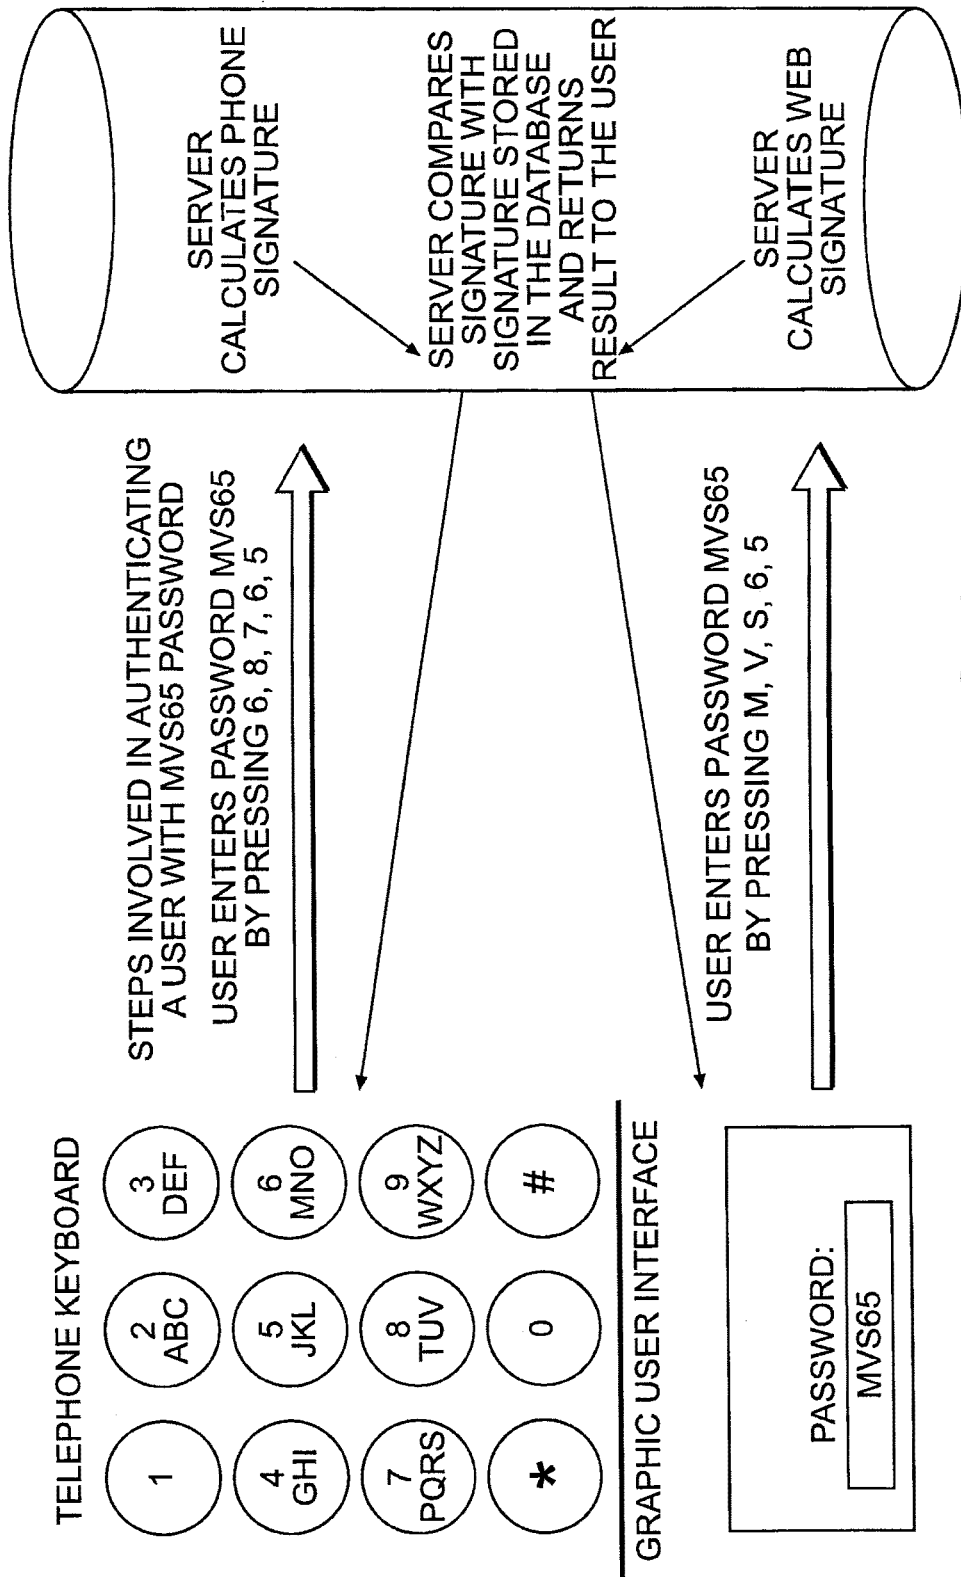 TELEPHONE KEYBOARD
1
2
ABC
3
DEF
4
GHI
5
JKL
6
MNO
7
PQRS
8
TUV
9
WXYZ
*
0
#
STEPS INVOLVED IN AUTHENTICATING
A USER WITH MVS65 PASSWORD
USER ENTERS PASSWORD MVS65
BY PRESSING 6, 8, 7, 6, 5
SERVER
CALCULATES PHONE
SIGNATURE
SERVER COMPARES
SIGNATURE WITH
SIGNATURE STORED
IN THE DATABASE
AND RETURNS
RESULT TO THE USER
GRAPHIC USER INTERFACE
PASSWORD:
MVS65
USER ENTERS PASSWORD MVS65
BY PRESSING M, V, S, 6, 5
SERVER
CALCULATES WEB
SIGNATURE